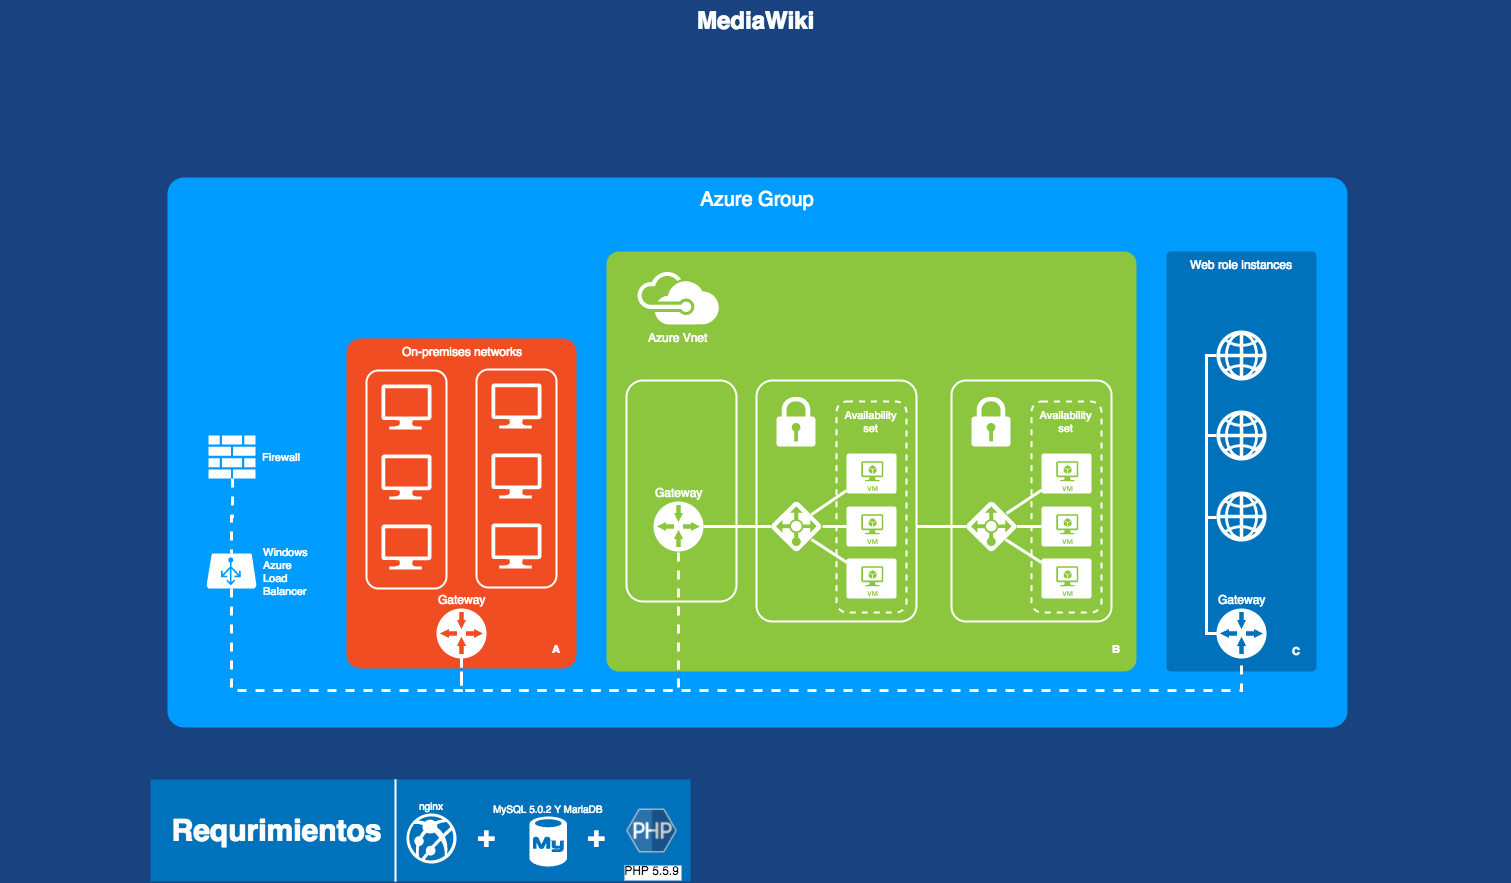 MediaWiki
Azure Group
Web role instances
Azure Vnet
On-premises networks
Availability
set
Availability
set
Firewall
VM
VM
Gateway
VM
VM
Windows
Azure
Load
Balancer
VM
VM
Gateway
Gateway
A
B
C
Requrimientos
nginx
MySQL 5.0.2 Y MariaDB
My
PHP
PHP 5.5.9